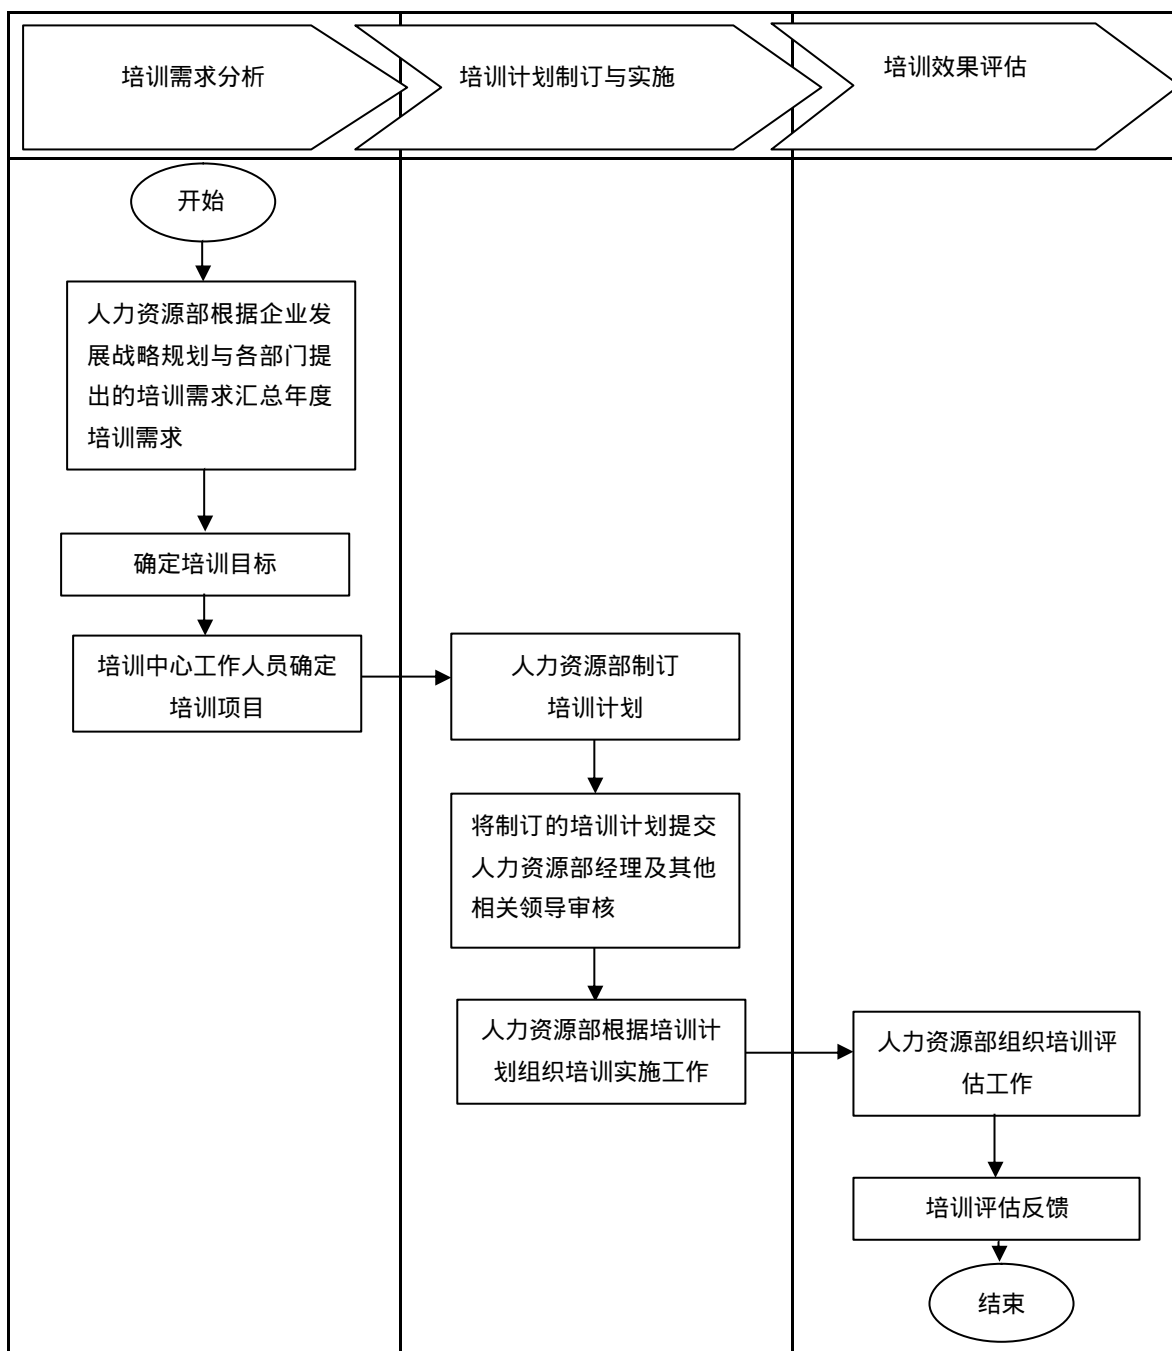 培训需求分析
培训计划制订与实施
培训效果评估
开始
人力资源部根据企业发
展战略规划与各部门提
出的培训需求汇总年度
培训需求
确定培训目标
培训中心工作人员确定
培训项目
人力资源部制订
培训计划
将制订的培训计划提交
人力资源部经理及其他
相关领导审核
人力资源部根据培训计
划组织培训实施工作
人力资源部组织培训评
估工作
培训评估反馈
结束